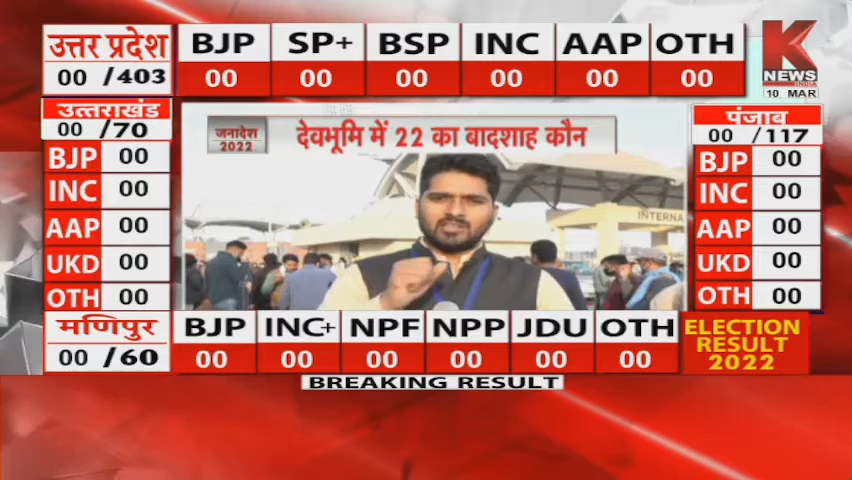 उत्तर प्रदेश
00 /403
BJP SP+ BSP INC AAP OTH
00 00 00 00 00 00
K NEWS INDIA
10 MAR
उत्तराखंड
00 /70
BJP 00
INC 00
AAP 00
UKD 00
OTH 00
जनादेश 2022
देवभूमि में 22 का बादशाह कौन
INTERNA
पंजाब
00 /117
BJP 00
INC 00
AAP 00
UKD 00
OTH 00
मणिपुर
00 /60
BJP INC+ NPF NPP JDU OTH
00 00 00 00 00 00
ELECTION
RESULT
2022
BREAKING RESULT